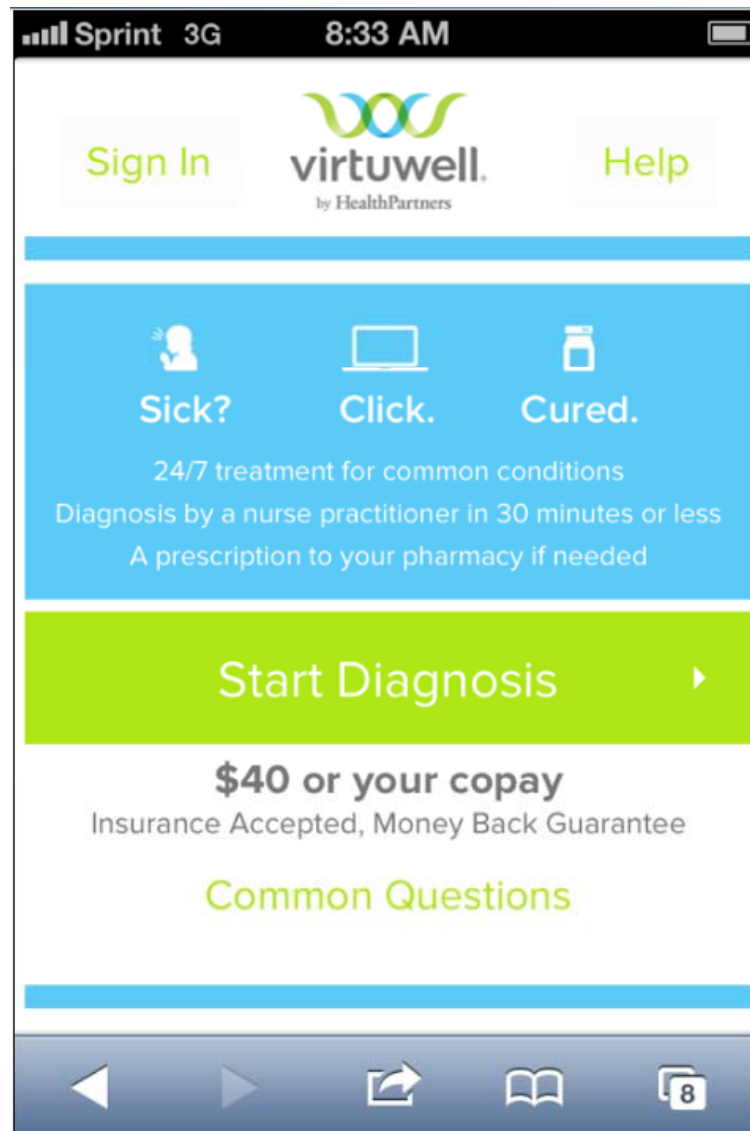 Sprint 3G 8:33 AM
Sign In
virtuwell.
by HealthPartners
Help
Sick? Click. Cured.
24/7 treatment for common conditions
Diagnosis by a nurse practitioner in 30 minutes or less
A prescription to your pharmacy if needed
Start Diagnosis
$40 or your copay
Insurance Accepted, Money Back Guarantee
Common Questions
8